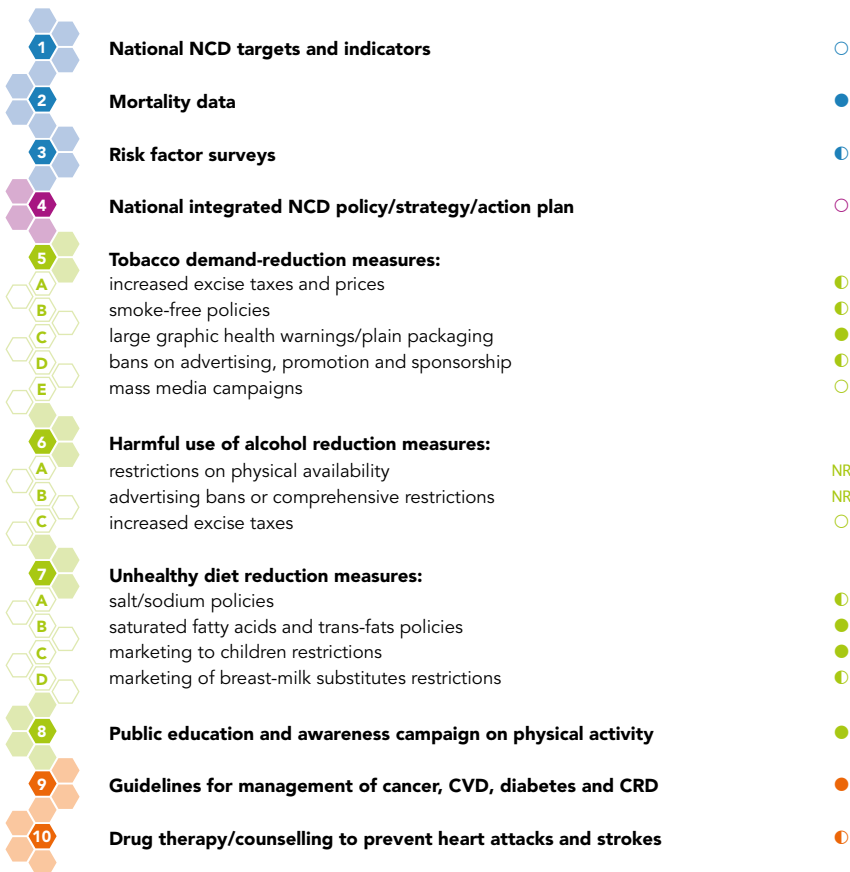 1 National NCD targets and indicators ○
2 Mortality data ●
3 Risk factor surveys ◐
4 National integrated NCD policy/strategy/action plan ○
5 Tobacco demand-reduction measures:
A increased excise taxes and prices ◐
B smoke-free policies ◐
C large graphic health warnings/plain packaging ●
D bans on advertising, promotion and sponsorship ◐
E mass media campaigns ○
6 Harmful use of alcohol reduction measures:
A restrictions on physical availability NR
B advertising bans or comprehensive restrictions NR
C increased excise taxes ○
7 Unhealthy diet reduction measures:
A salt/sodium policies ◐
B saturated fatty acids and trans-fats policies ●
C marketing to children restrictions ●
D marketing of breast-milk substitutes restrictions ◐
8 Public education and awareness campaign on physical activity ●
9 Guidelines for management of cancer, CVD, diabetes and CRD ●
10 Drug therapy/counselling to prevent heart attacks and strokes ◐